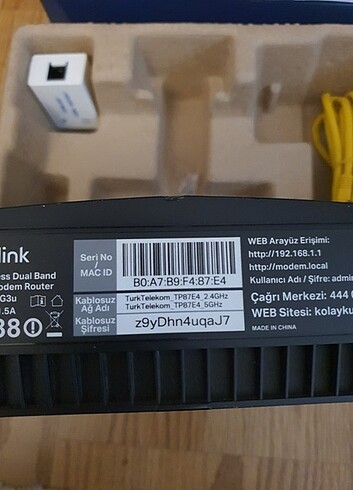 link
ess Dual Band
odem Router
G3u
1.5A
38
Seri No
/
MAC ID
B0:A7:B9:F4:87:E4
Kablosuz
Ağ Adı
TurkTelekom_TP87E4_2.4GHz
TurkTelekom_TP87E4_5GHz
Kablosuz
Şifresi
z9yDhn4uqaJ7
WEB Arayüz Erişimi:
http://192.168.1.1
http://modem.local
Kullanıcı Adı / Şifre: admin
Çağrı Merkezi: 444
WEB Sitesi: kolayku
MADE IN CHINA